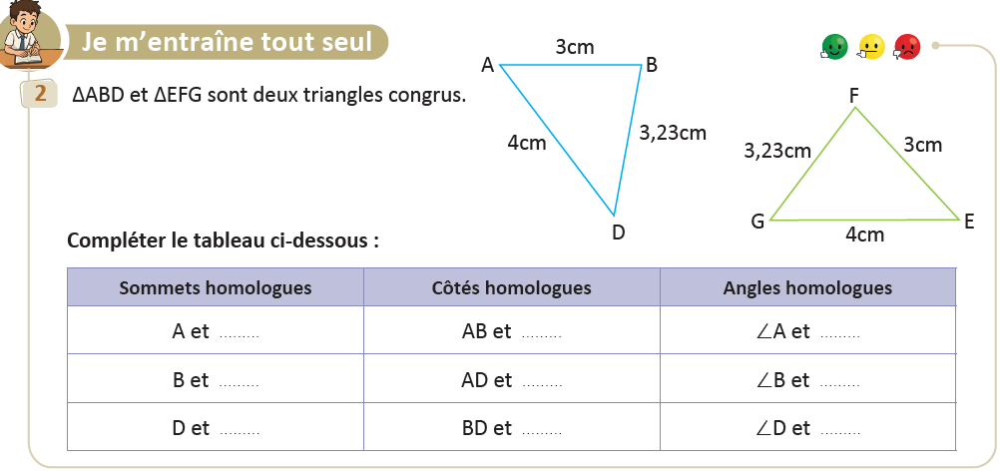 Je m’entraîne tout seul
2 ΔABD et ΔEFG sont deux triangles congrus.
3cm
A B
4cm 3,23cm
D
F
3,23cm 3cm
G E
4cm
Compléter le tableau ci-dessous :
Sommets homologues Côtés homologues Angles homologues
A et ......... AB et ......... ∠A et .........
B et ......... AD et ......... ∠B et .........
D et ......... BD et ......... ∠D et .........